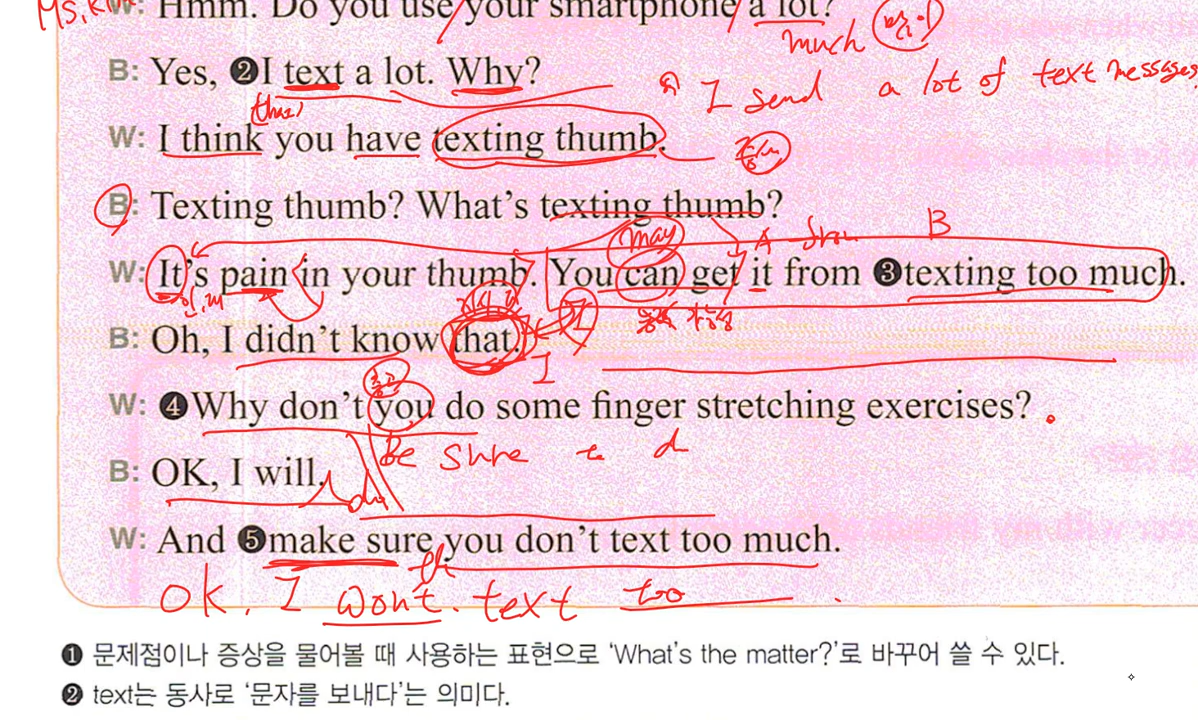 Ms. Kim
W: Hmm. Do you use your smartphone a lot?
much
B: Yes, ❷I text a lot. Why?
I send a lot of text messages.
W: I think you have texting thumb.
B: Texting thumb? What's texting thumb?
may A from B
W: It's pain in your thumb. You can get it from ❸texting too much.
B: Oh, I didn't know that.
W: ❹Why don't you do some finger stretching exercises?
Be sure to d
B: OK, I will.
do
W: And ❺make sure you don't text too much.
Ok. I won't text too
❶ 문제점이나 증상을 물어볼 때 사용하는 표현으로 'What's the matter?'로 바꾸어 쓸 수 있다.
❷ text는 동사로 '문자를 보내다'는 의미다.